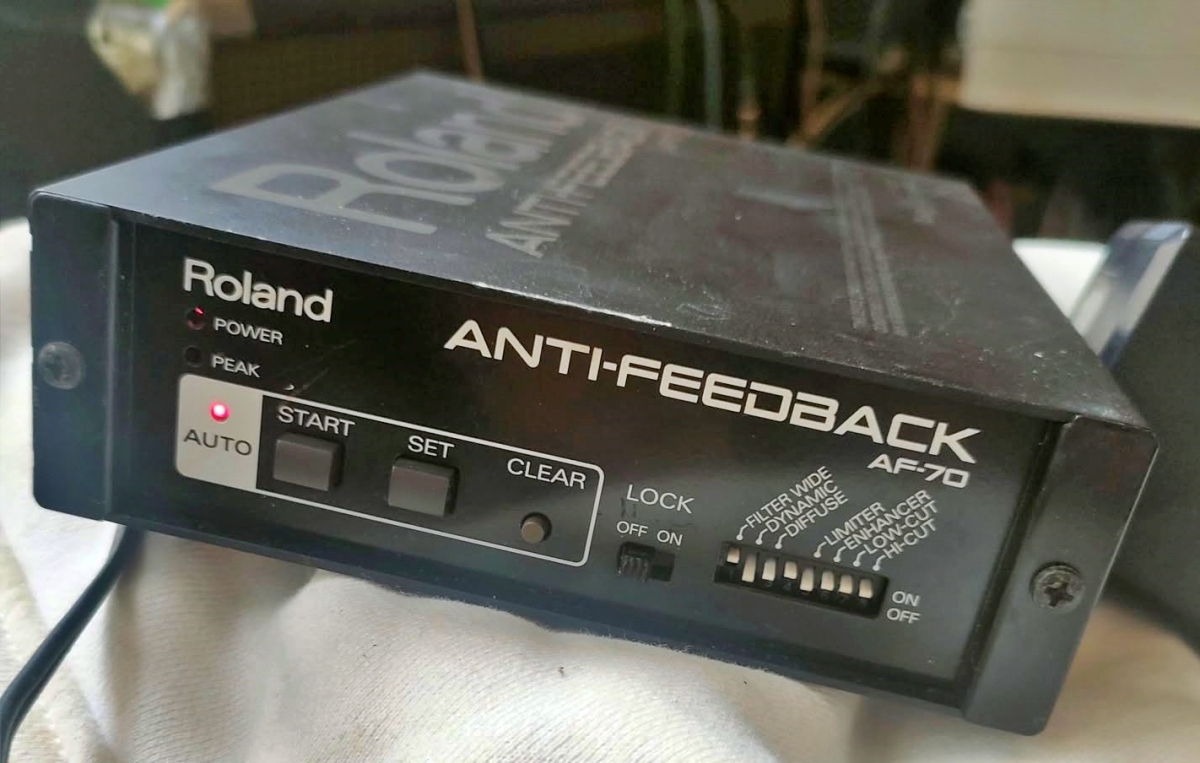 Roland
ANTI-FEEDBACK
Roland
POWER
PEAK
AUTO
START
SET
CLEAR
ANTI-FEEDBACK
AF-70
LOCK
OFF ON
FILTER WIDE
DYNAMIC
DIFFUSE
LIMITER
ENHANCER
LOW-CUT
HI-CUT
ON
OFF